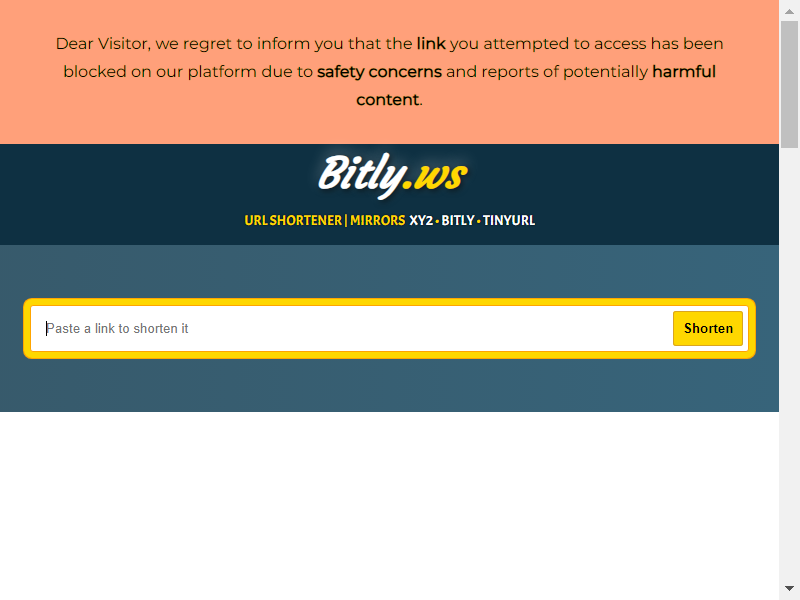 Dear Visitor, we regret to inform you that the link you attempted to access has been
blocked on our platform due to safety concerns and reports of potentially harmful
content.
Bitly.ws
URL SHORTENER | MIRRORS XY2 • BITLY • TINYURL
Paste a link to shorten it
Shorten